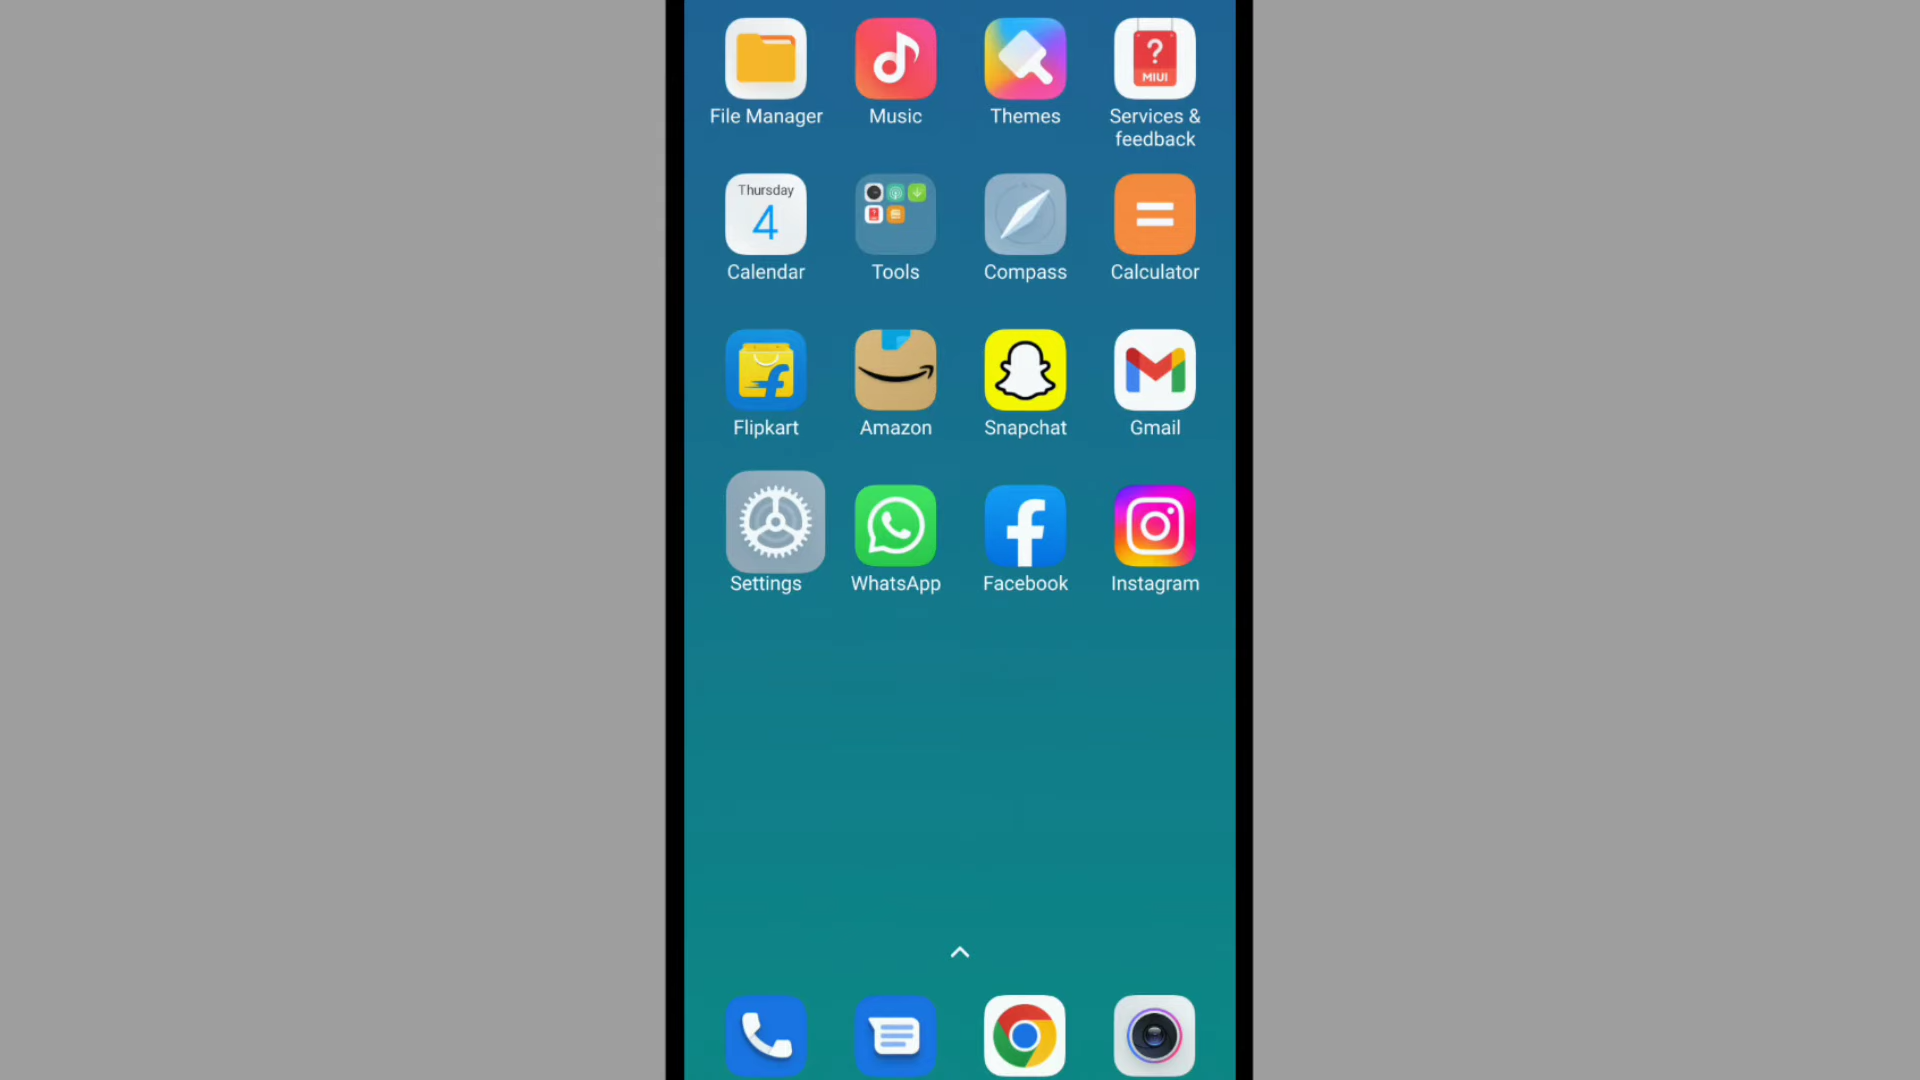 MIUI
File Manager
Music
Themes
Services &
feedback
Thursday
4
Calendar
Tools
Compass
Calculator
Flipkart
Amazon
Snapchat
Gmail
Settings
WhatsApp
Facebook
Instagram